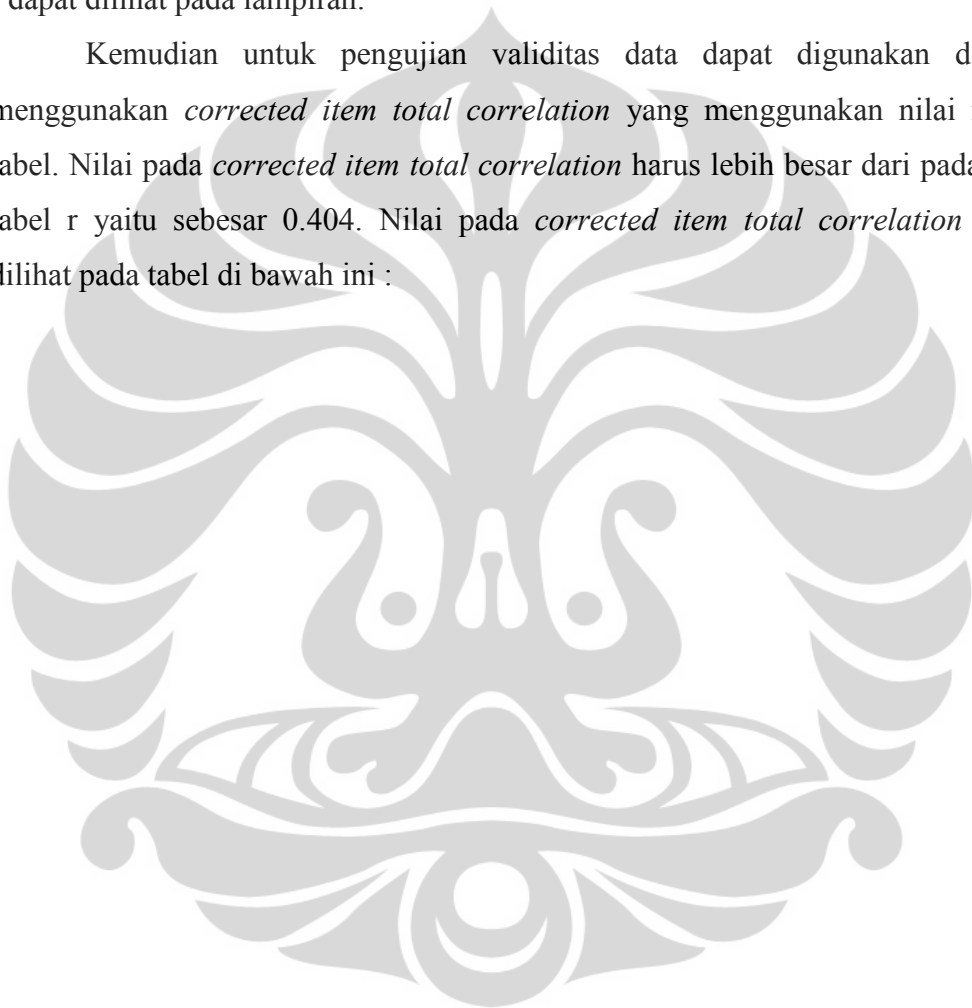 dapat dilihat pada lampiran.
Kemudian untuk pengujian validitas data dapat digunakan d
menggunakan corrected item total correlation yang menggunakan nilai
tabel. Nilai pada corrected item total correlation harus lebih besar dari pada
tabel r yaitu sebesar 0.404. Nilai pada corrected item total correlation
dilihat pada tabel di bawah ini :